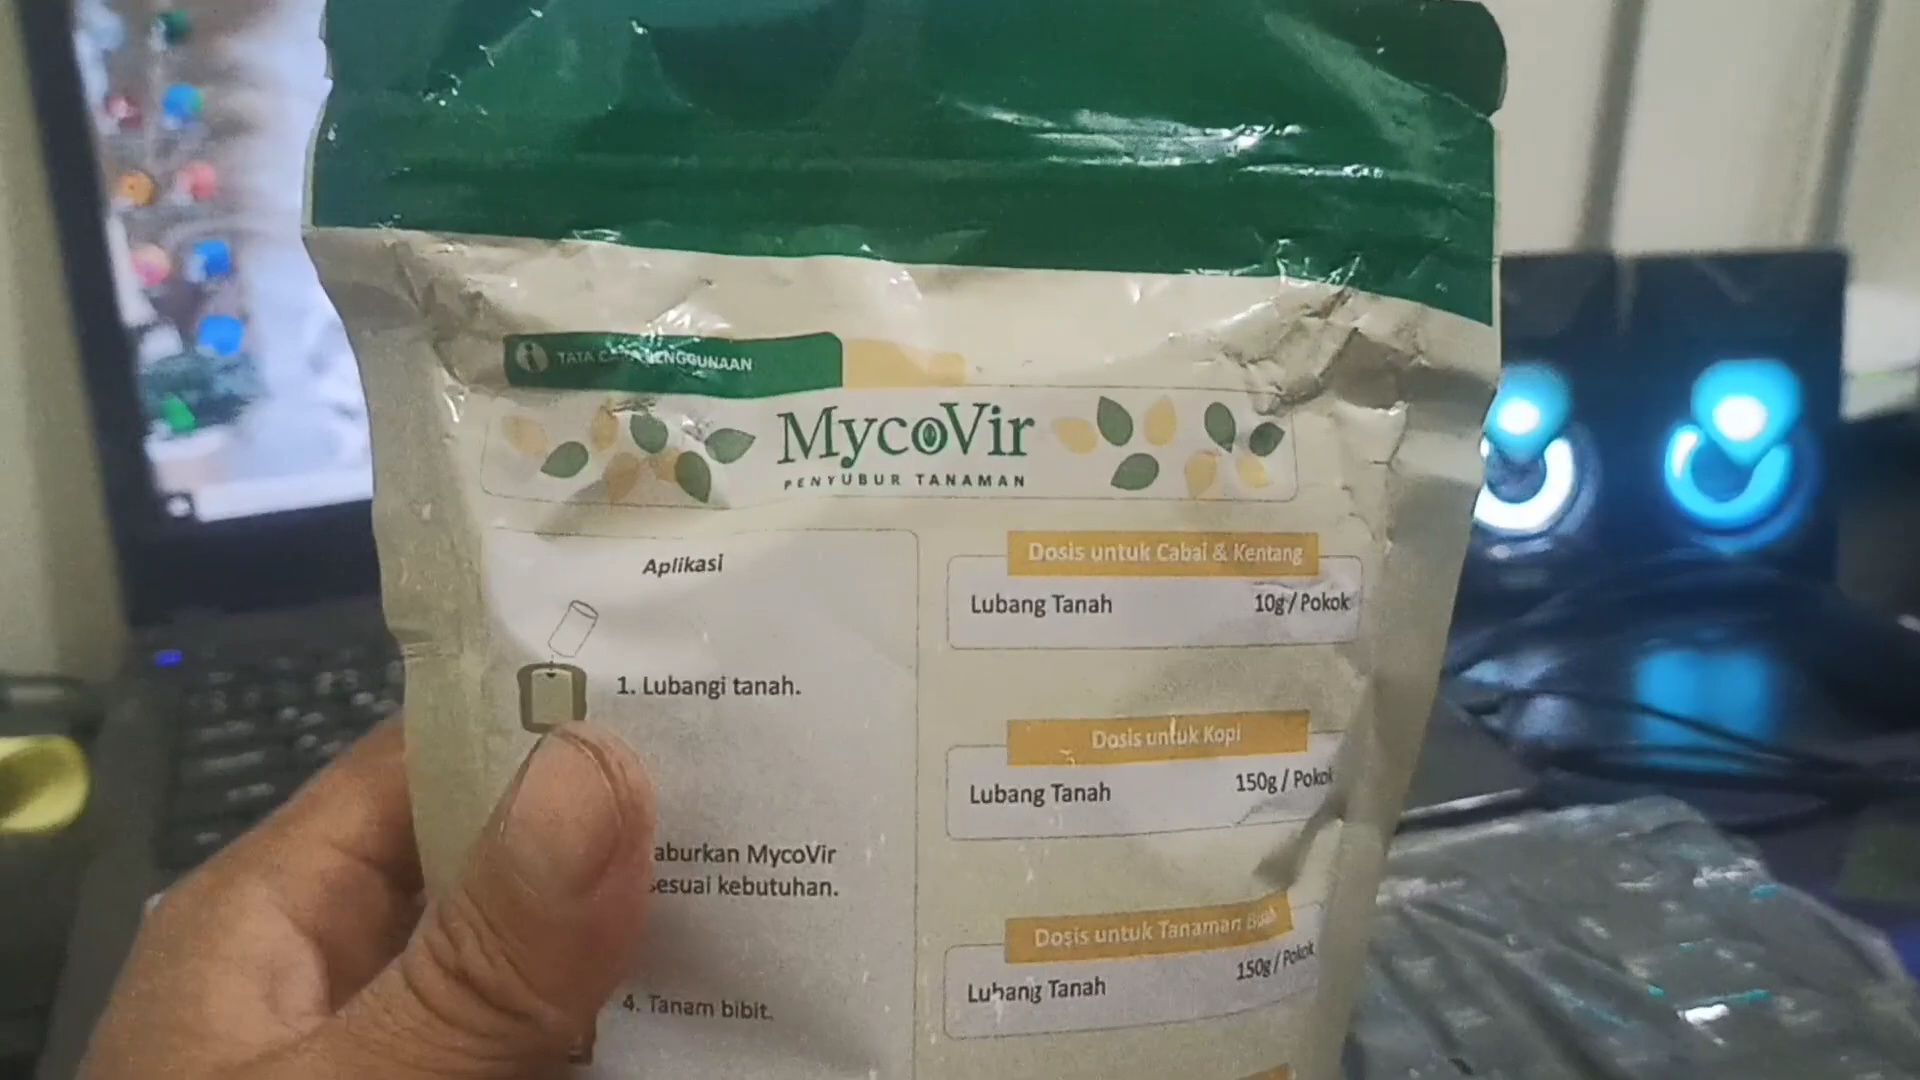 TATA CARA PENGGUNAAN
MycoVir
PENYUBUR TANAMAN
Aplikasi
1. Lubangi tanah.
aburkan MycoVir
sesuai kebutuhan.
4. Tanam bibit.
Dosis untuk Cabai & Kentang
Lubang Tanah 10g/Pokok
Dosis untuk Kopi
Lubang Tanah 150g / Pokok
Dosis untuk Tanaman Buah
Lubang Tanah 150g / Pokok